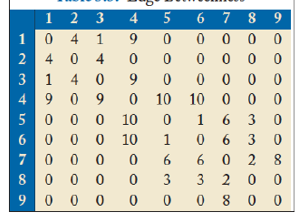 Edge Betweenness
1 2 3 4 5 6 7 8 9
1 0 4 1 9 0 0 0 0 0
2 4 0 4 0 0 0 0 0 0
3 1 4 0 9 0 0 0 0 0
4 9 0 9 0 10 10 0 0 0
5 0 0 0 10 0 1 6 3 0
6 0 0 0 10 1 0 6 3 0
7 0 0 0 0 6 6 0 2 8
8 0 0 0 0 3 3 2 0 0
9 0 0 0 0 0 0 8 0 0